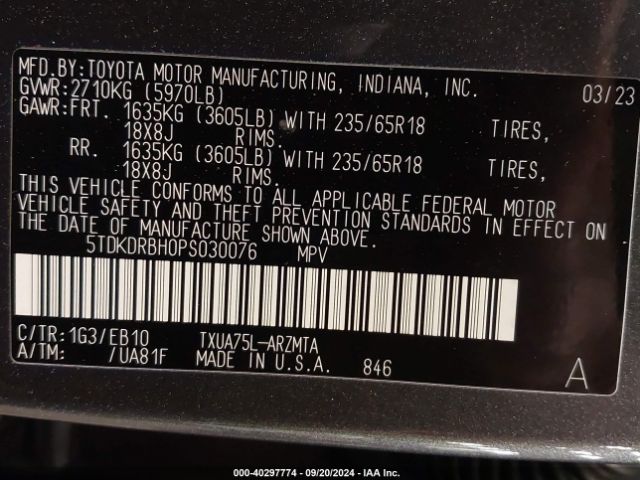 MFD.BY:TOYOTA MOTOR MANUFACTURING, INDIANA, INC. 03/23
GVWR:2710KG (5970LB)
GAWR:FRT. 1635KG (3605LB) WITH 235/65R18 TIRES,
18X8J RIMS.
RR. 1635KG (3605LB) WITH 235/65R18 TIRES,
18X8J RIMS.
THIS VEHICLE CONFORMS TO ALL APPLICABLE FEDERAL MOTOR
VEHICLE SAFETY AND THEFT PREVENTION STANDARDS IN EFFECT ON
THE DATE OF MANUFACTURE SHOWN ABOVE.
5TDKDRBH0PS030076 MPV
C/TR:1G3/EB10 TXUA75L-ARZMTA
A/TM: /UA81F MADE IN U.S.A. 846 A
000-40297774 - 09/20/2024 - IAA Inc.